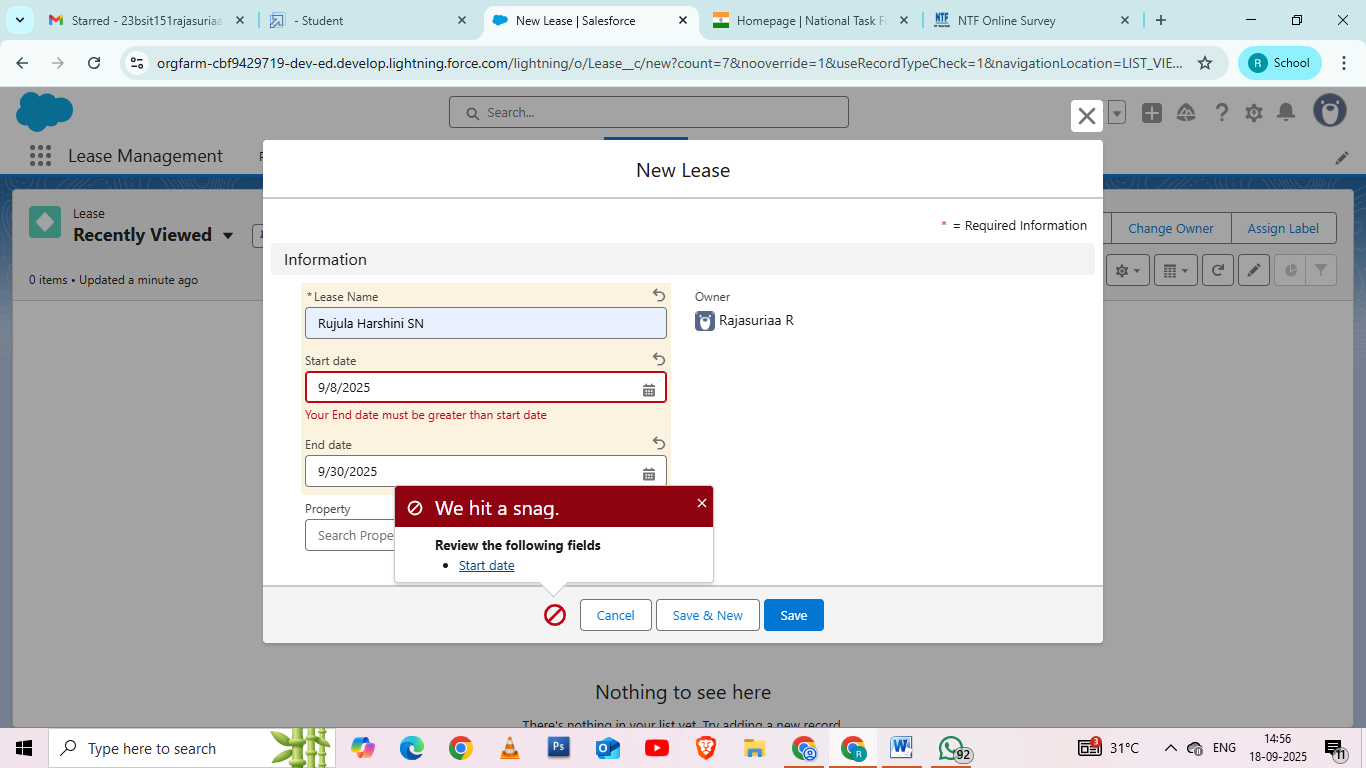 Starred - 23bsit151rajasuriaa
- Student
New Lease | Salesforce
Homepage | National Task F
NTF
NTF Online Survey
orgfarm-cbf9429719-dev-ed.develop.lightning.force.com/lightning/o/Lease__c/new?count=7&nooverride=1&useRecordTypeCheck=1&navigationLocation=LIST_VIE...
R School
Search...
Lease Management
New Lease
* = Required Information
Lease
Recently Viewed
Change Owner
Assign Label
0 items • Updated a minute ago
Information
*Lease Name
Rujula Harshini SN
Owner
Rajasuriaa R
Start date
9/8/2025
Your End date must be greater than start date
End date
9/30/2025
Property
Search Prope
We hit a snag.
Review the following fields
• Start date
Cancel
Save & New
Save
Nothing to see here
There's nothing in your list yet. Try adding a new record.
Type here to search
Ps
R
W
92
3
31°C
ENG
14:56
18-09-2025
11